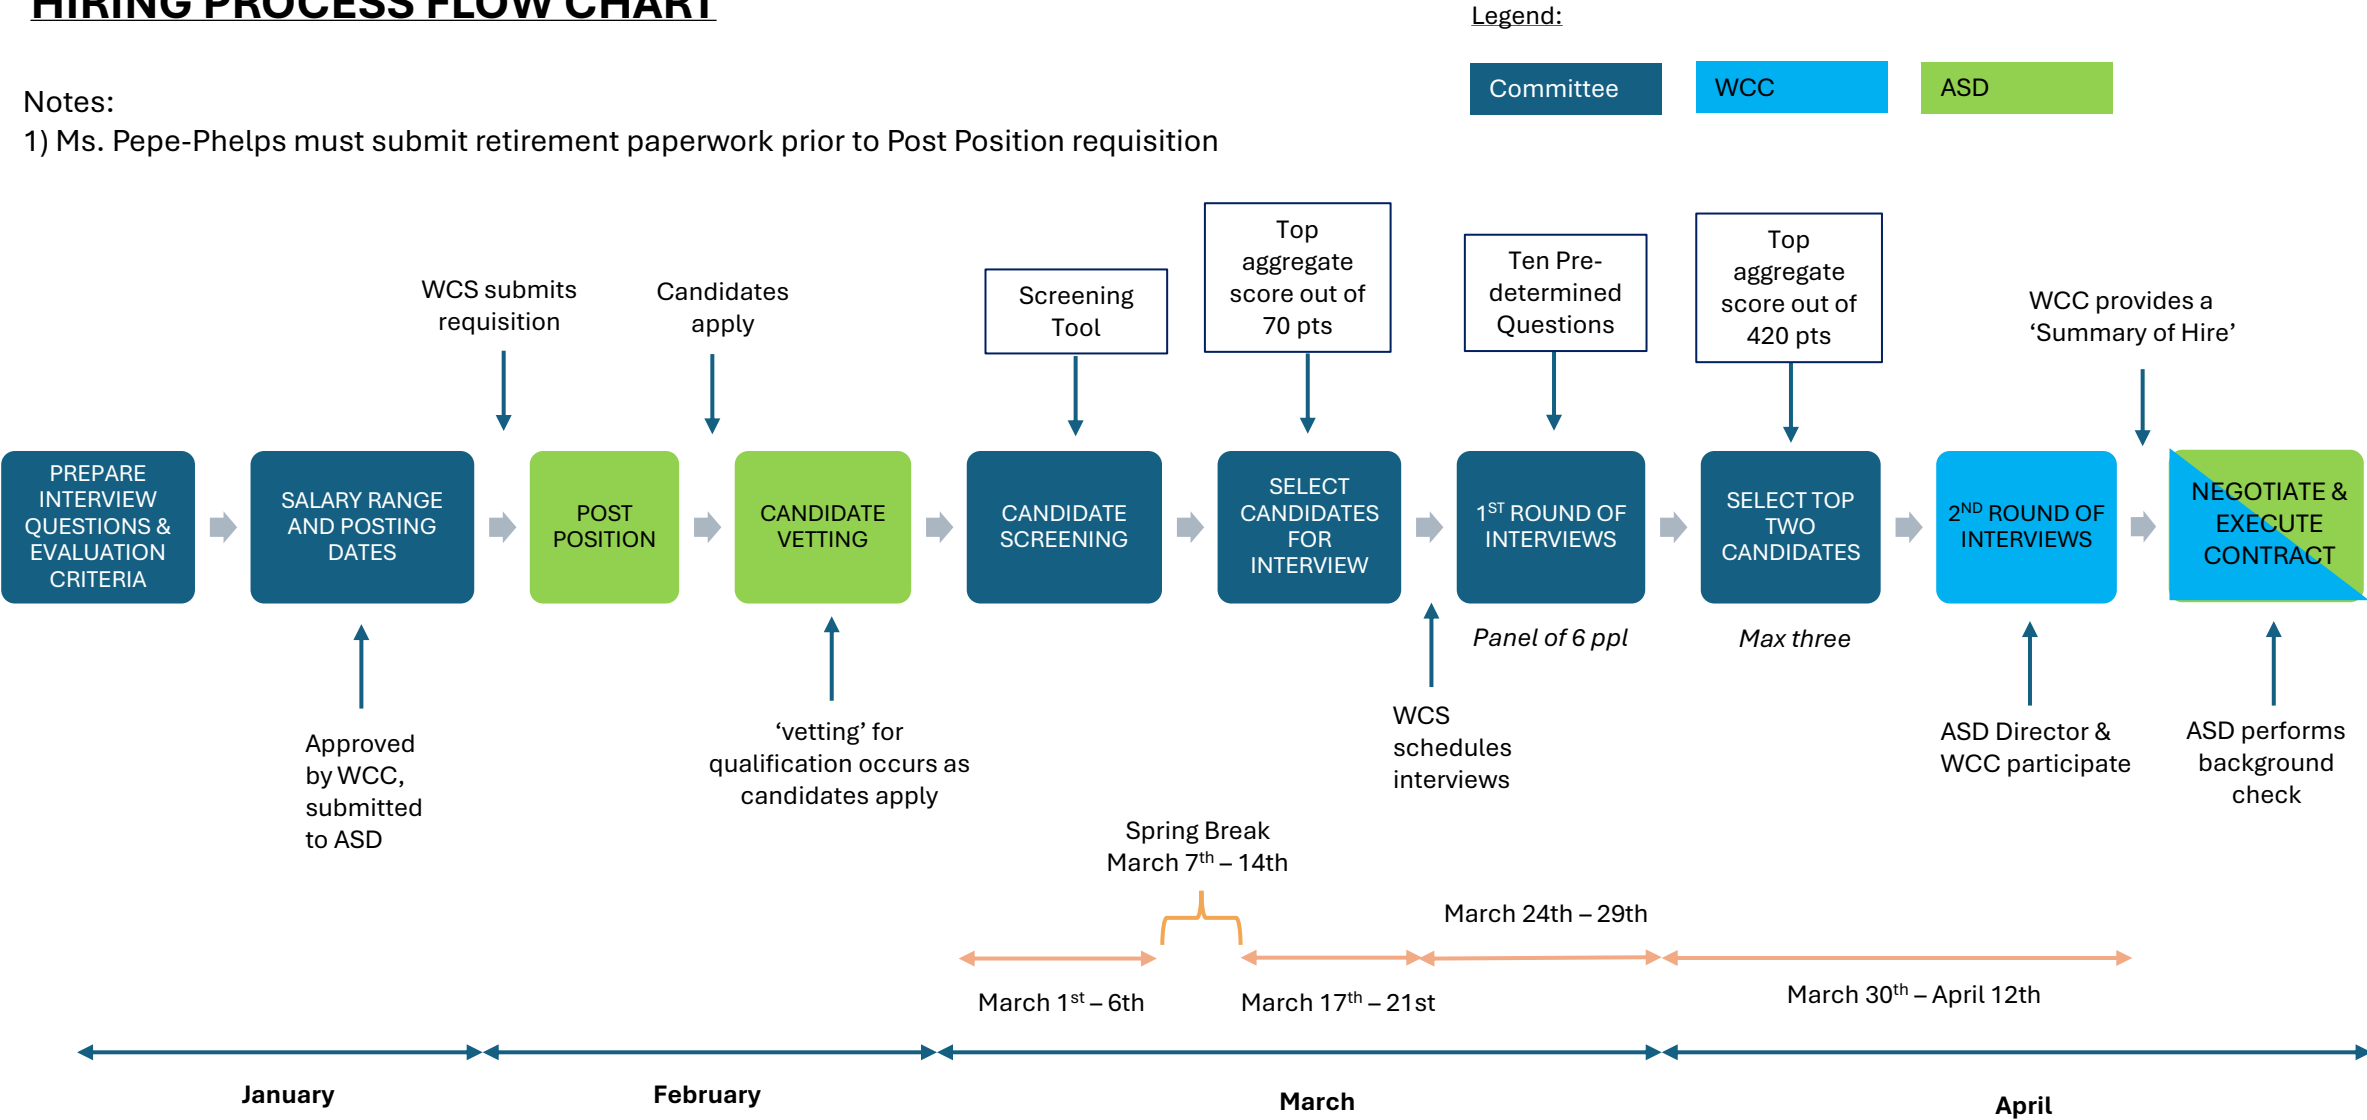 HIRING PROCESS FLOW CHART
Legend:
Committee
WCC
ASD
Notes:
1) Ms. Pepe-Phelps must submit retirement paperwork prior to Post Position requisition
WCS submits
requisition
Candidates
apply
Screening
Tool
Top
aggregate
score out of
70 pts
Ten Pre-
determined
Questions
Top
aggregate
score out of
420 pts
WCC provides a
‘Summary of Hire’
PREPARE
INTERVIEW
QUESTIONS &
EVALUATION
CRITERIA
SALARY RANGE
AND POSTING
DATES
POST
POSITION
CANDIDATE
VETTING
CANDIDATE
SCREENING
SELECT
CANDIDATES
FOR
INTERVIEW
1ST ROUND OF
INTERVIEWS
SELECT TOP
TWO
CANDIDATES
2ND ROUND OF
INTERVIEWS
NEGOTIATE &
EXECUTE
CONTRACT
Panel of 6 ppl
Max three
Approved
by WCC,
submitted
to ASD
‘vetting’ for
qualification occurs as
candidates apply
WCS
schedules
interviews
ASD Director &
WCC participate
ASD performs
background
check
Spring Break
March 7th – 14th
March 24th – 29th
March 1st – 6th
March 17th – 21st
March 30th – April 12th
January
February
March
April